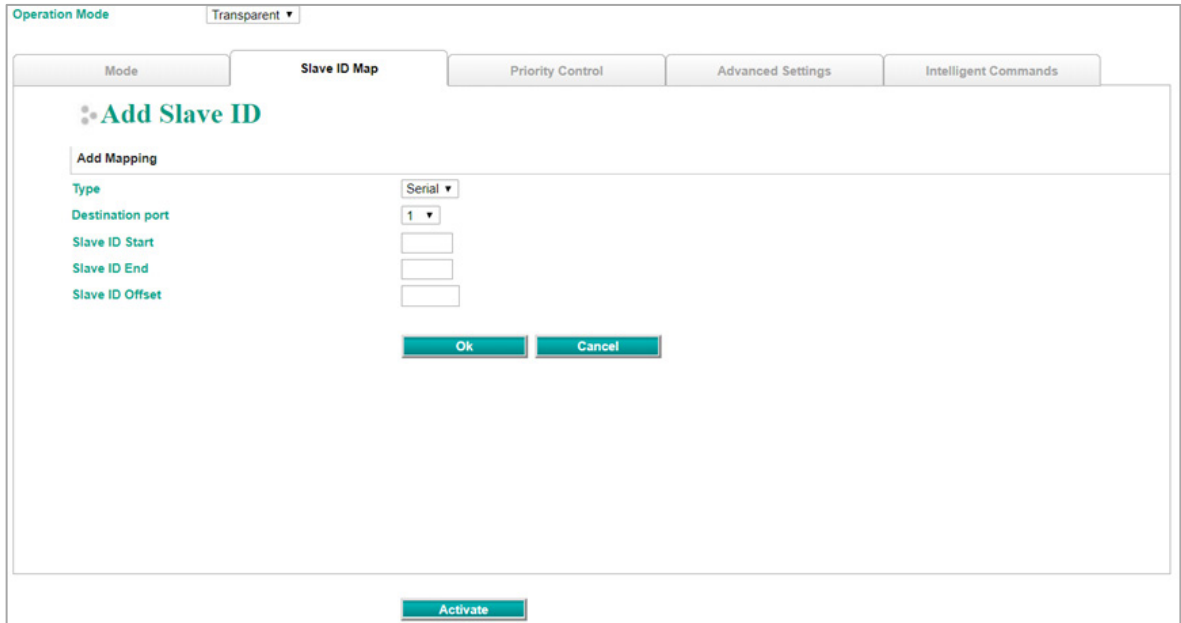 Operation Mode Transparent
Mode Slave ID Map Priority Control Advanced Settings Intelligent Commands
Add Slave ID
Add Mapping
Type Serial
Destination port 1
Slave ID Start
Slave ID End
Slave ID Offset
Ok Cancel
Activate